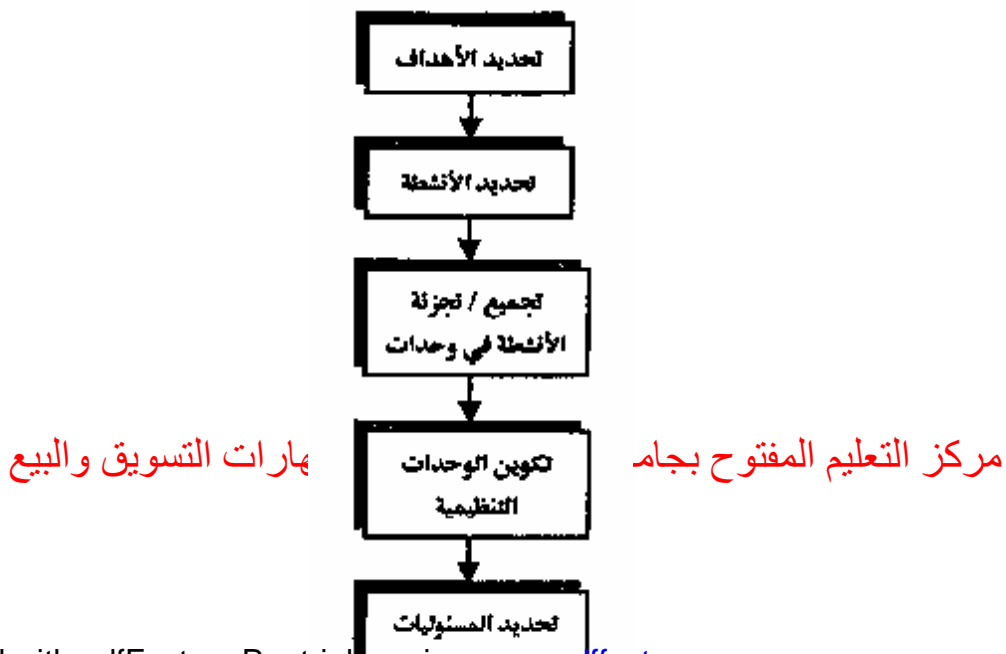 تحديد الأهداف
تحديد الأنشطة
تجميع / تجزئة
الأنشطة في وحدات
مركز التعليم المفتوح بجامـ
هارات التسويق والبيع
تكوين الوحدات
التنظيمية
تحديد المسئوليات